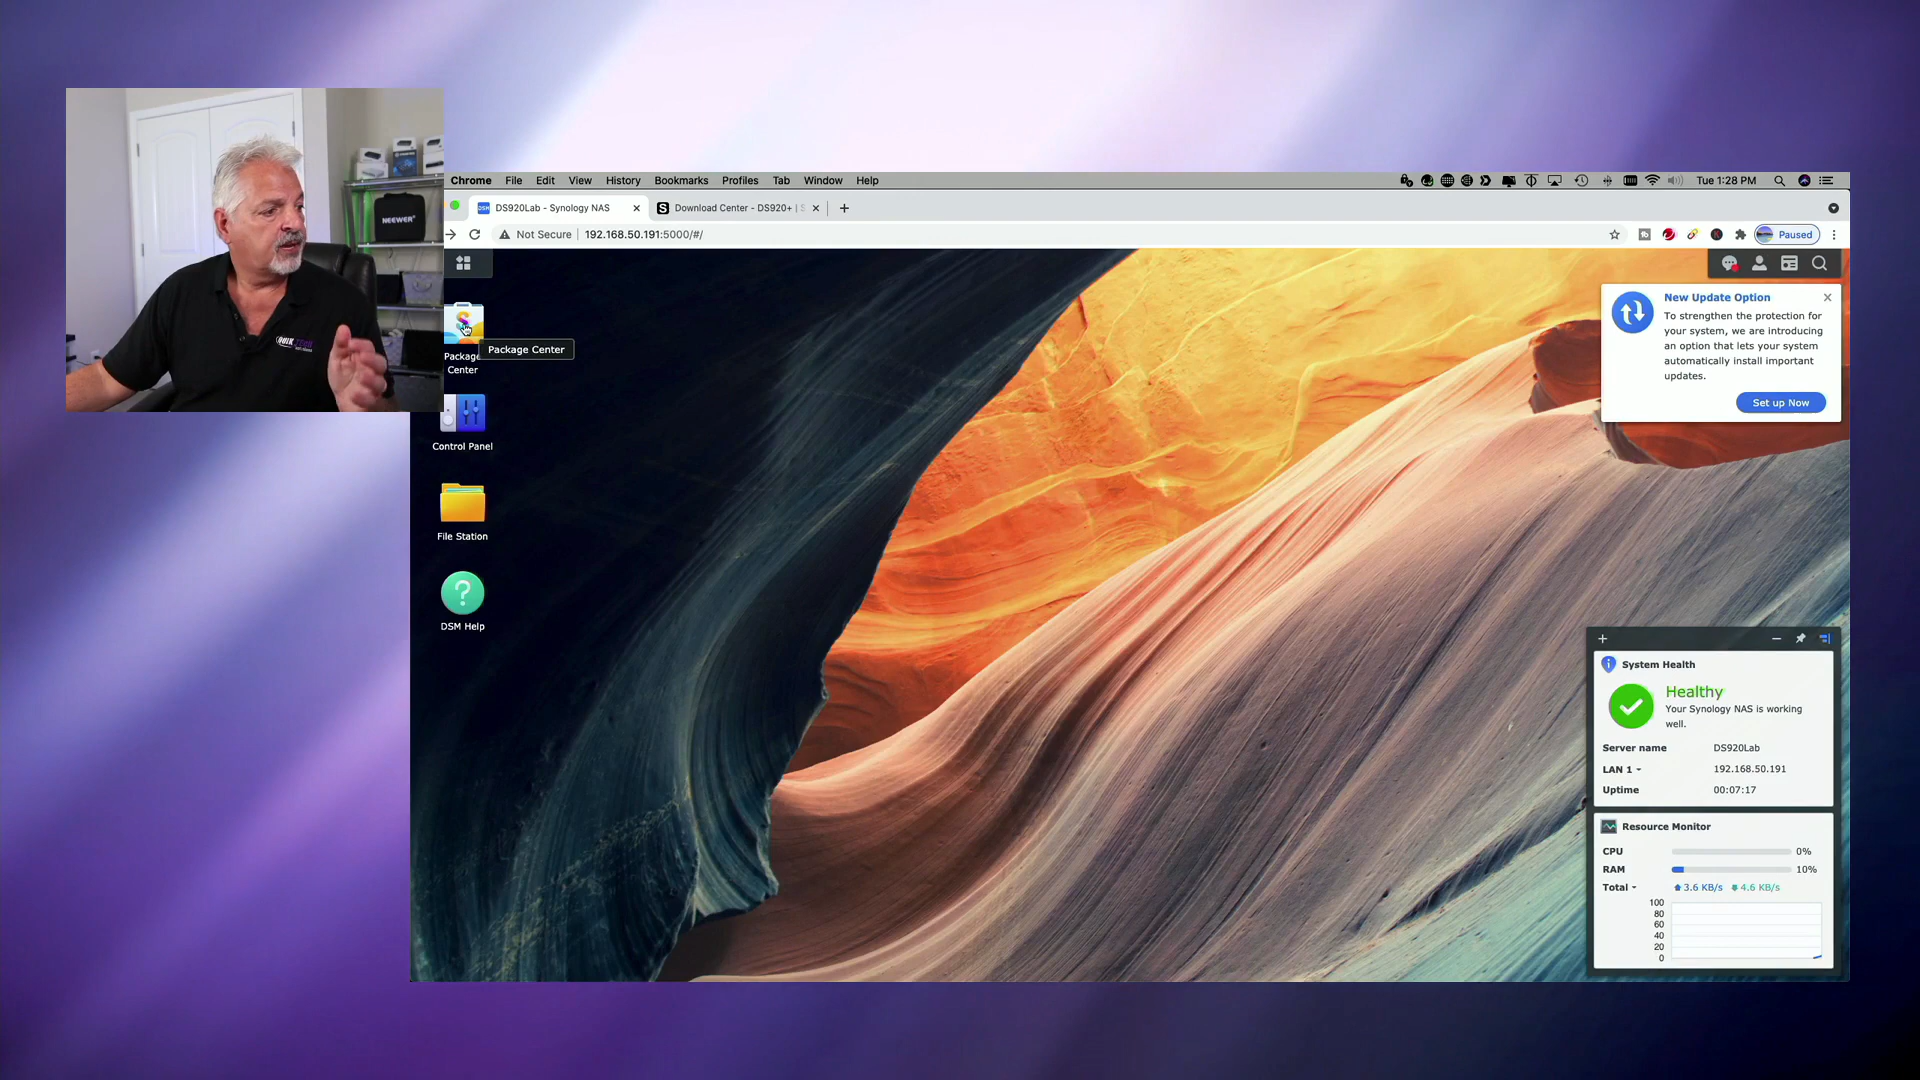 NEEWER
Chrome File Edit View History Bookmarks Profiles Tab Window Help
Tue 1:28 PM
DSM DS920Lab - Synology NAS
S Download Center - DS920+ | S
Not Secure 192.168.50.191:5000/#/
Paused
Package
Center
Package Center
Control Panel
File Station
?
DSM Help
New Update Option
To strengthen the protection for
your system, we are introducing
an option that lets your system
automatically install important
updates.
Set up Now
System Health
Healthy
Your Synology NAS is working
well.
Server name DS920Lab
LAN 1 192.168.50.191
Uptime 00:07:17
Resource Monitor
CPU 0%
RAM 10%
Total 3.6 KB/s 4.6 KB/s
100
80
60
40
20
0